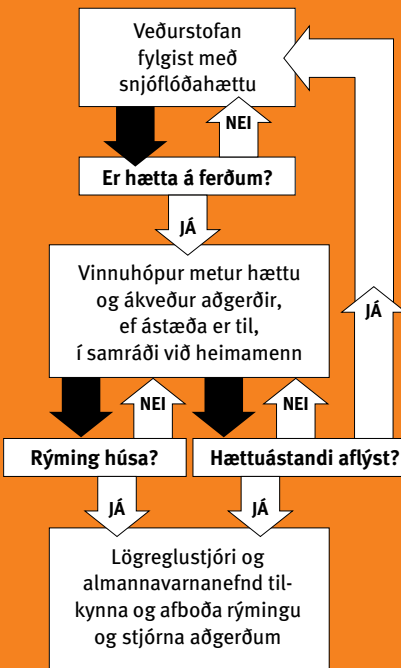 Veðurstofan
fylgist með
snjóflóðahættu
NEI
Er hætta á ferðum?
JÁ
Vinnuhópur metur hættu
og ákveður aðgerðir,
ef ástæða er til,
í samráði við heimamenn
JÁ
NEI
NEI
Rýming húsa?
Hættuástandi aflýst?
JÁ
JÁ
Lögreglustjóri og
almannavarnanefnd til-
kynna og afboða rýmingu
og stjórna aðgerðum